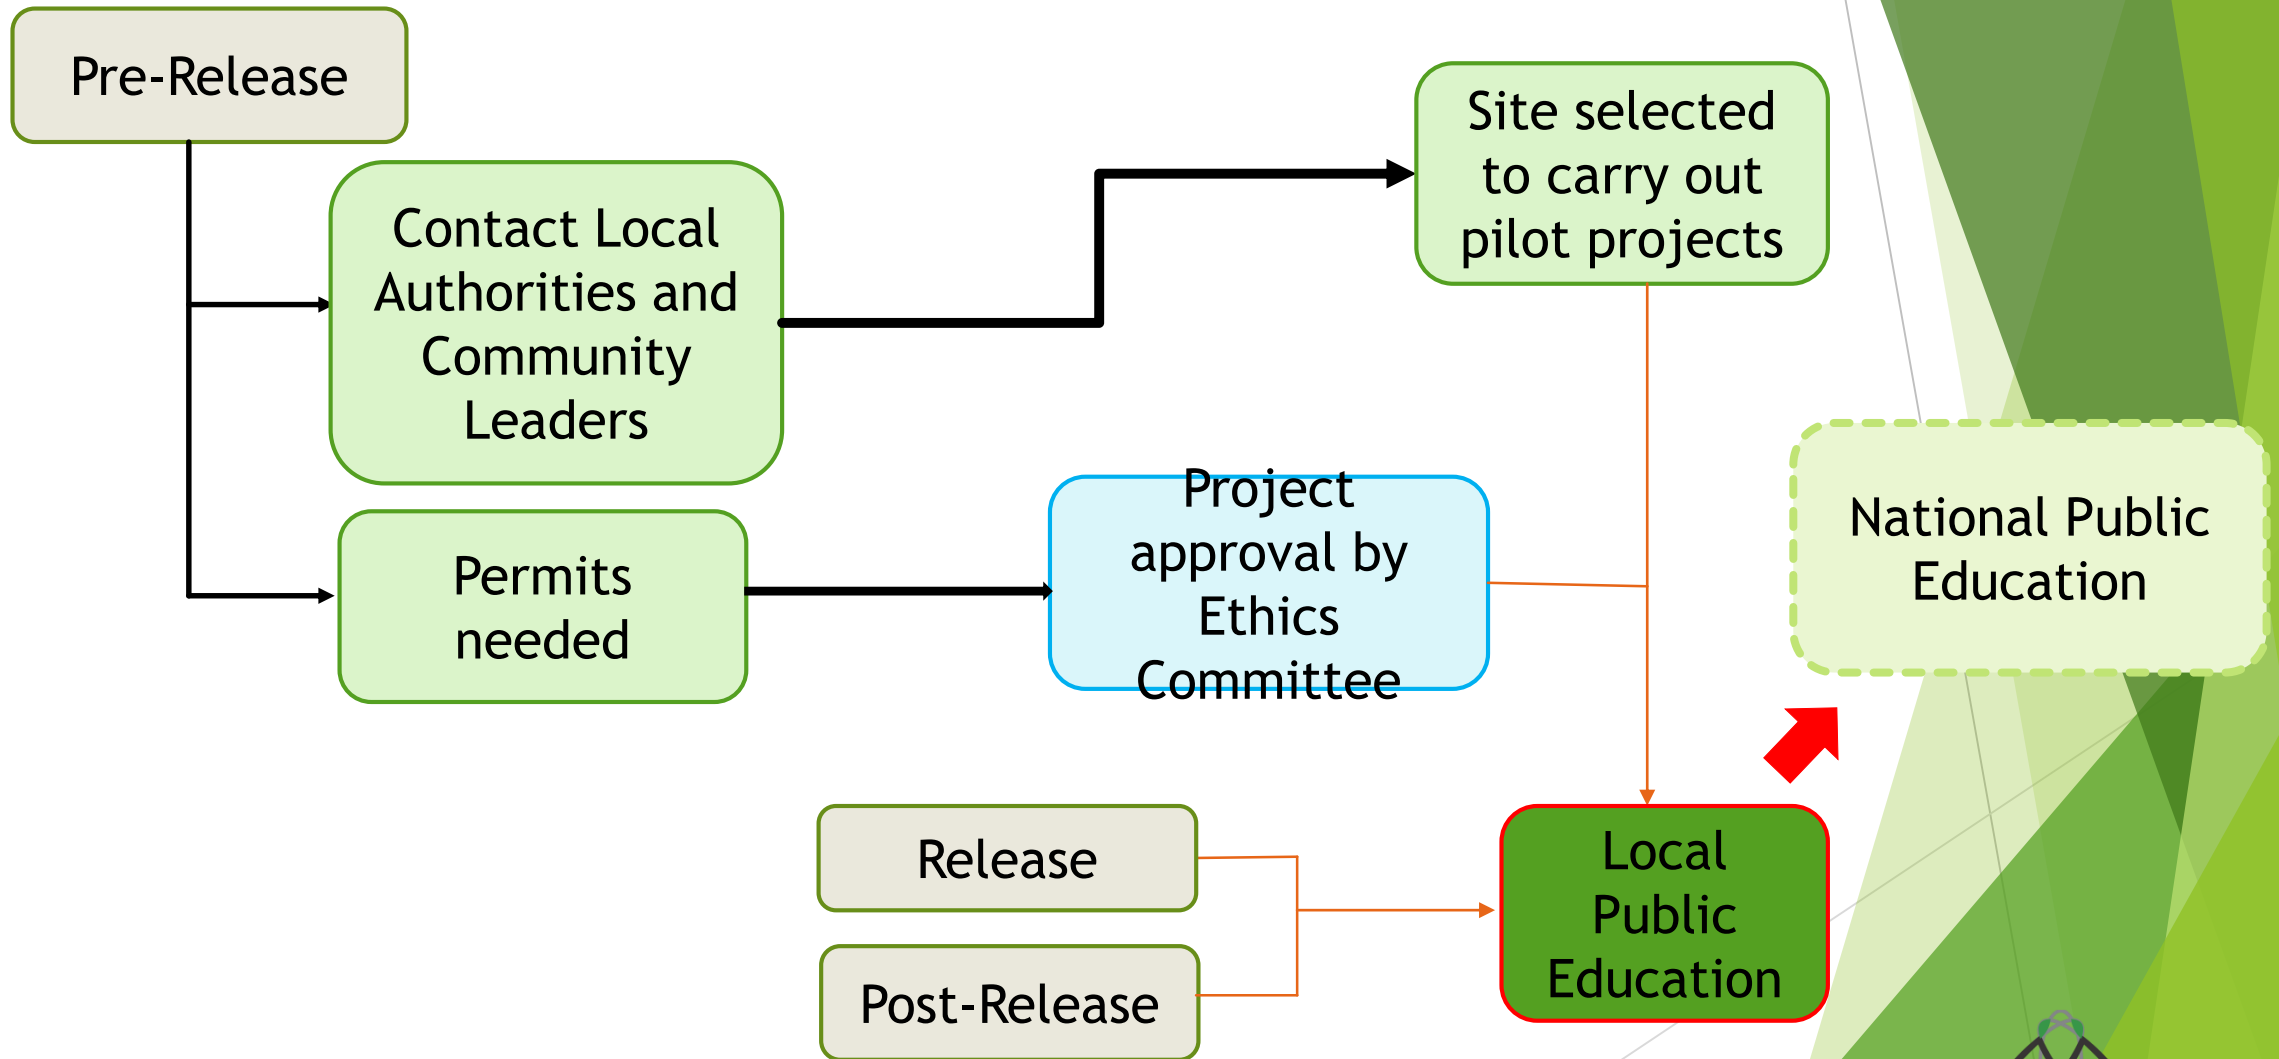 Pre-Release
Contact Local
Authorities and
Community
Leaders
Site selected
to carry out
pilot projects
Permits
needed
Project
approval by
Ethics
Committee
National Public
Education
Release
Post-Release
Local
Public
Education